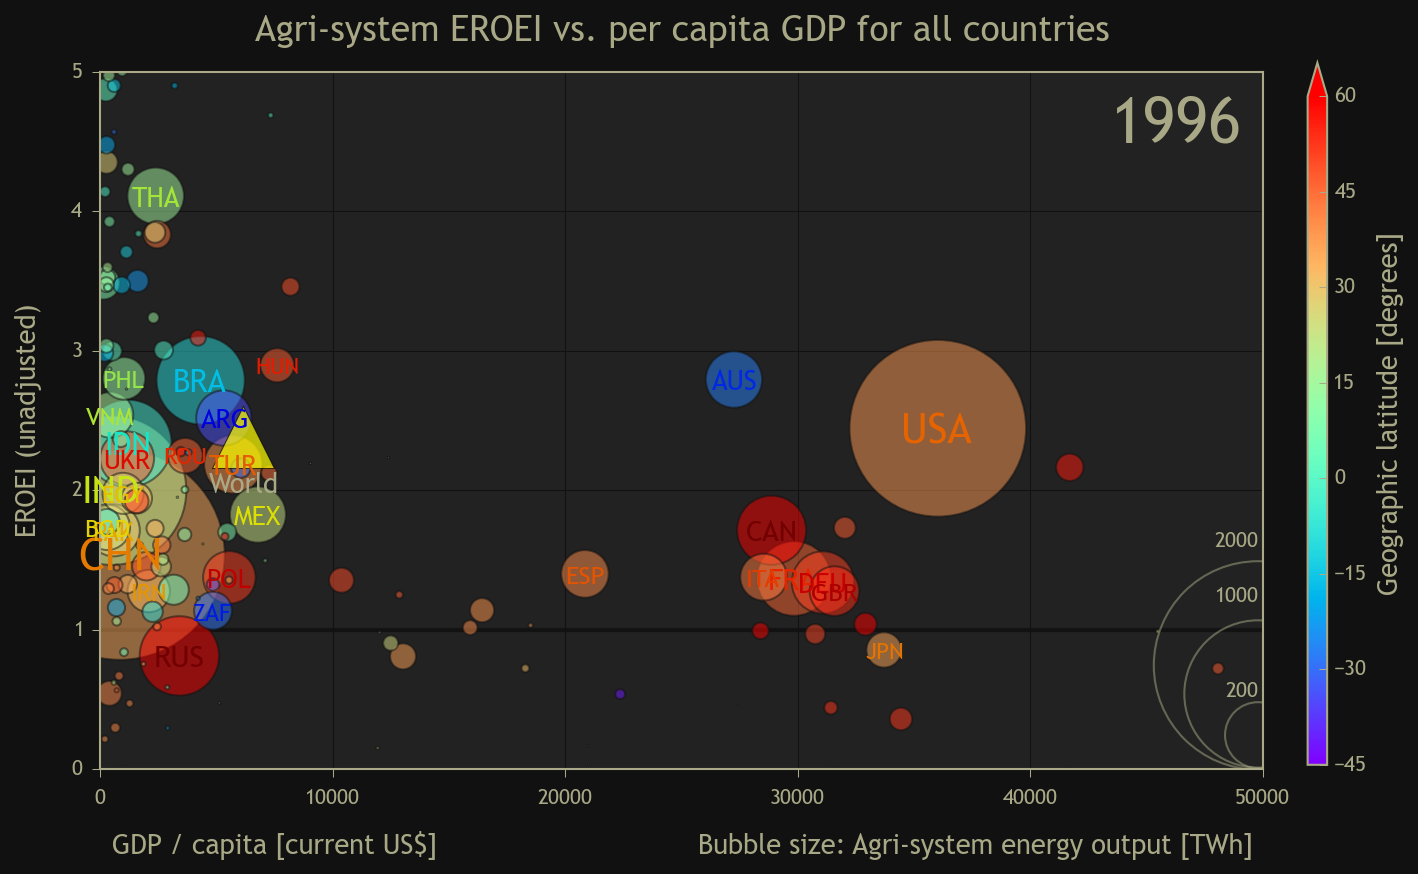 Agri-system EROEI vs. per capita GDP for all countries
1996
EROEI (unadjusted)
5
4
3
2
1
0
THA
HUN
PHL
BRA
AUS
VNM
ARG
USA
IDN
UKR
ROU
TUR
World
IND
MEX
CAN
CHN
POL
ESP
ITA
FRA
DEU
GBR
IRN
ZAF
RUS
JPN
2000
1000
200
0
10000
20000
30000
40000
50000
GDP / capita [current US$]
Bubble size: Agri-system energy output [TWh]
60
45
30
15
0
−15
−30
−45
Geographic latitude [degrees]